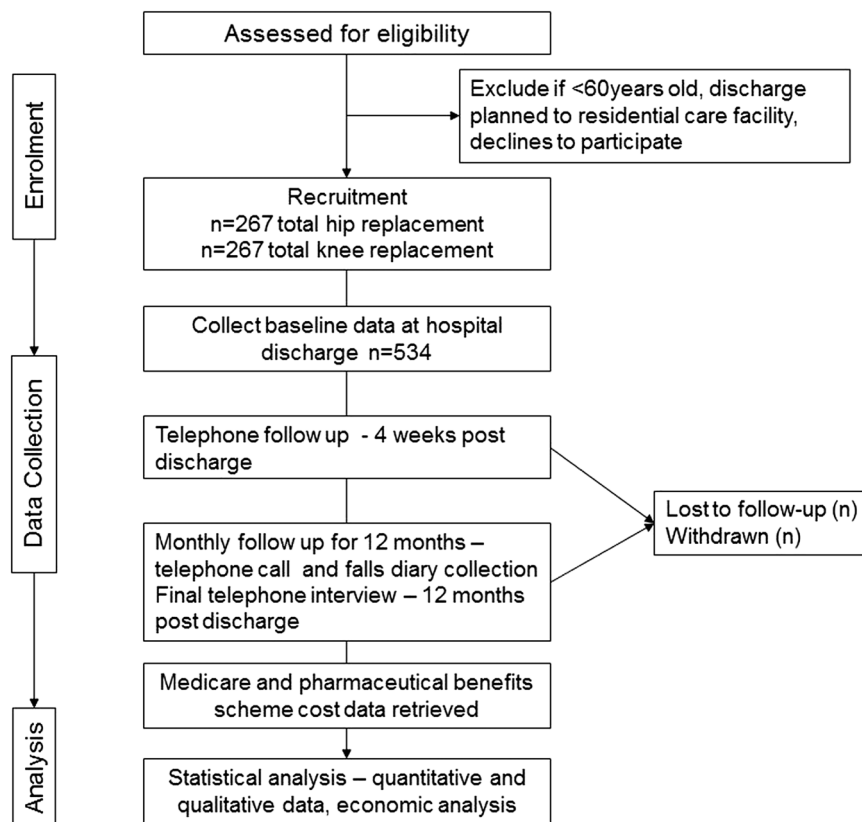 Assessed for eligibility
Enrolment
Exclude if <60years old, discharge
planned to residential care facility,
declines to participate
Recruitment
n=267 total hip replacement
n=267 total knee replacement
Collect baseline data at hospital
discharge n=534
Data Collection
Telephone follow up - 4 weeks post
discharge
Lost to follow-up (n)
Withdrawn (n)
Monthly follow up for 12 months –
telephone call and falls diary collection
Final telephone interview – 12 months
post discharge
Medicare and pharmaceutical benefits
scheme cost data retrieved
Analysis
Statistical analysis – quantitative and
qualitative data, economic analysis